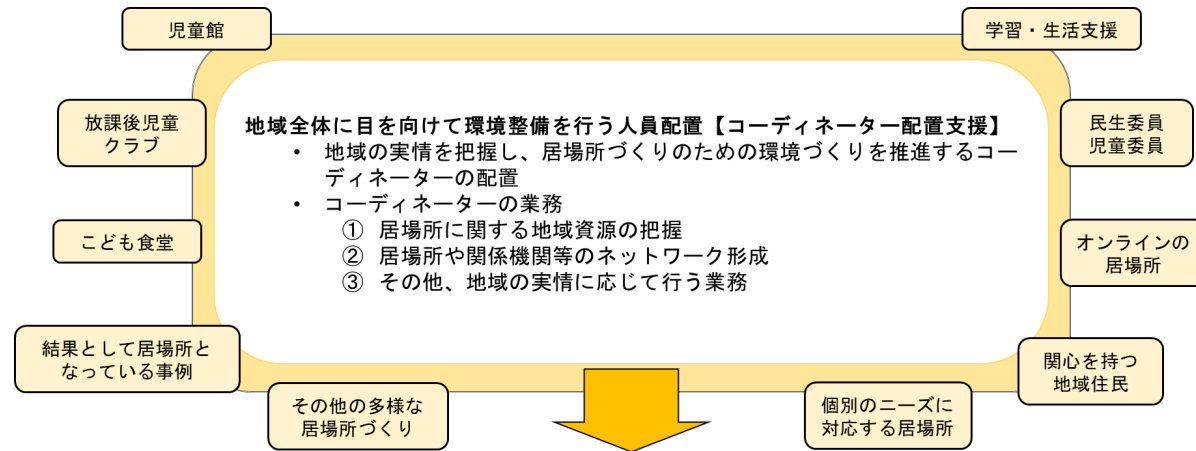 児童館
学習・生活支援
放課後児童
クラブ
地域全体に目を向けて環境整備を行う人員配置【コーディネーター配置支援】
• 地域の実情を把握し、居場所づくりのための環境づくりを推進するコー
ディネーターの配置
• コーディネーターの業務
① 居場所に関する地域資源の把握
② 居場所や関係機関等のネットワーク形成
③ その他、地域の実情に応じて行う業務
民生委員
児童委員
こども食堂
オンラインの
居場所
結果として居場所と
なっている事例
関心を持つ
地域住民
その他の多様な
居場所づくり
個別のニーズに
対応する居場所